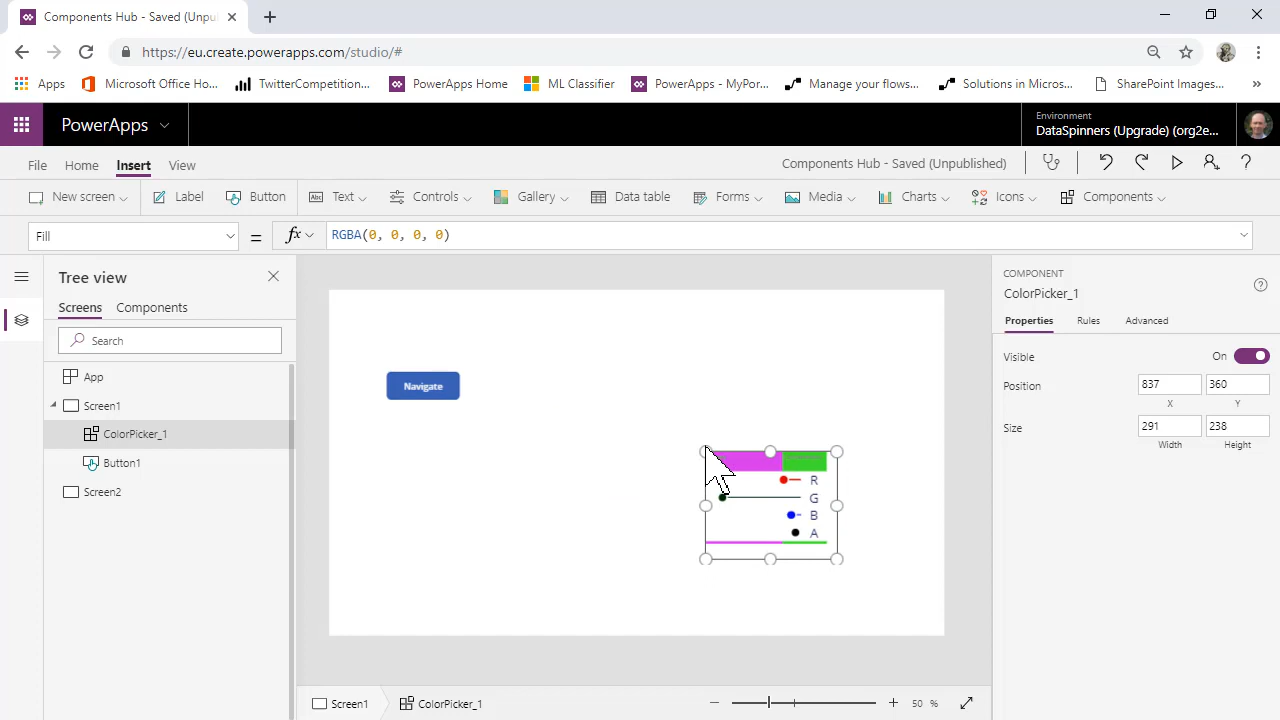 Components Hub - Saved (Unpu
https://eu.create.powerapps.com/studio/#
Apps Microsoft Office Ho... TwitterCompetition... PowerApps Home ML Classifier PowerApps - MyPor... Manage your flows... Solutions in Micros... SharePoint Images... »
PowerApps
Environment
DataSpinners (Upgrade) (org2e...
File Home Insert View Components Hub - Saved (Unpublished)
New screen Label Button Text Controls Gallery Data table Forms Media Charts Icons Components
Fill = fx RGBA(0, 0, 0, 0)
Tree view
Screens Components
Search
App
Screen1
ColorPicker_1
Button1
Screen2
Navigate
R
G
B
A
COMPONENT
ColorPicker_1
Properties Rules Advanced
Visible On
Position 837 360
X Y
Size 291 238
Width Height
Screen1 ColorPicker_1 50 %